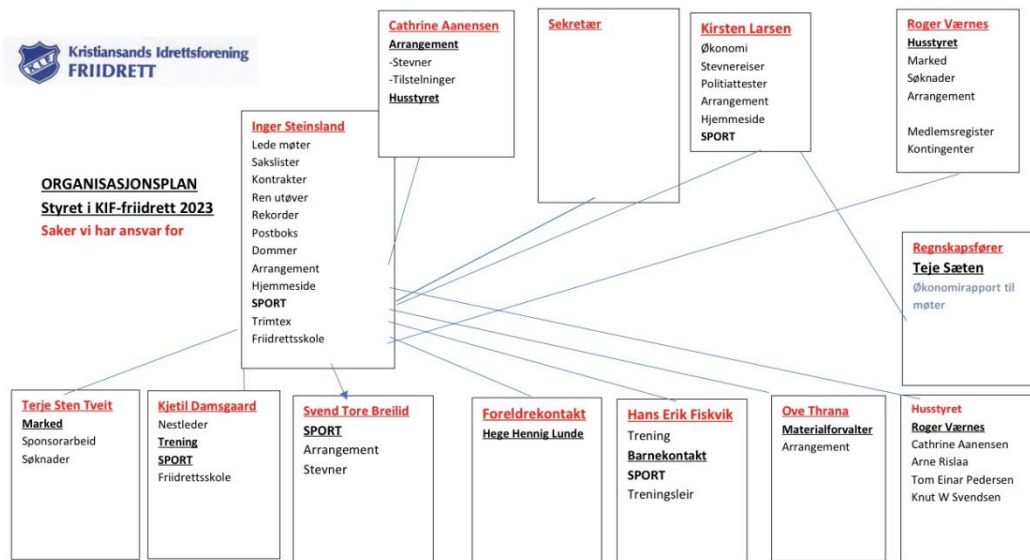 Kristiansands Idrettsforening
FRIIDRETT
KIF
ORGANISASJONSPLAN
Styret i KIF-friidrett 2023
Saker vi har ansvar for
Cathrine Aanensen
Arrangement
-Stevner
-Tilstelninger
Husstyret
Sekretær
Kirsten Larsen
Økonomi
Stevnereiser
Politiattester
Arrangement
Hjemmeside
SPORT
Roger Værnes
Husstyret
Marked
Søknader
Arrangement
Medlemsregister
Kontingenter
Inger Steinsland
Lede møter
Sakslister
Kontrakter
Ren utøver
Rekorder
Postboks
Dommer
Arrangement
Hjemmeside
SPORT
Trimtex
Friidrettsskole
Regnskapsfører
Teje Sæten
Økonomirapport til
møter
Terje Sten Tveit
Marked
Sponsorarbeid
Søknader
Kjetil Damsgaard
Nestleder
Trening
SPORT
Friidrettsskole
Svend Tore Breilid
SPORT
Arrangement
Stevner
Foreldrekontakt
Hege Hennig Lunde
Hans Erik Fiskvik
Trening
Barnekontakt
SPORT
Treningsleir
Ove Thrana
Materialforvalter
Arrangement
Husstyret
Roger Værnes
Cathrine Aanensen
Arne Rislaa
Tom Einar Pedersen
Knut W Svendsen